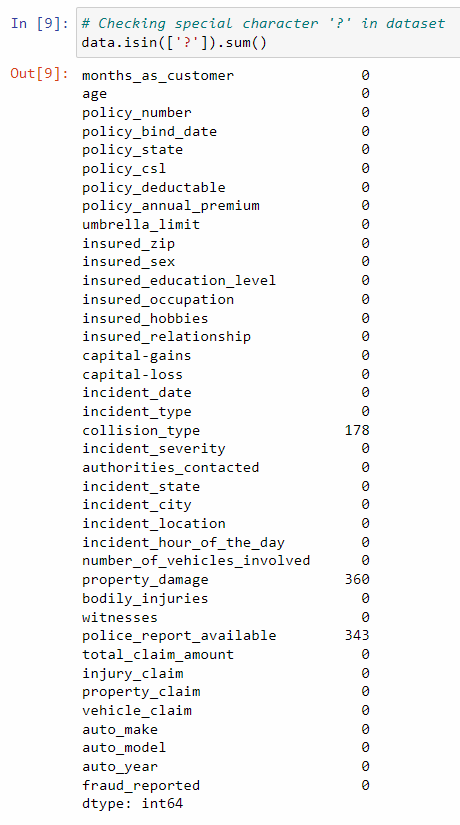 In [9]: # Checking special character '?' in dataset
data.isin(['?']).sum()
Out[9]: months_as_customer 0
age 0
policy_number 0
policy_bind_date 0
policy_state 0
policy_csl 0
policy_deductable 0
policy_annual_premium 0
umbrella_limit 0
insured_zip 0
insured_sex 0
insured_education_level 0
insured_occupation 0
insured_hobbies 0
insured_relationship 0
capital-gains 0
capital-loss 0
incident_date 0
incident_type 0
collision_type 178
incident_severity 0
authorities_contacted 0
incident_state 0
incident_city 0
incident_location 0
incident_hour_of_the_day 0
number_of_vehicles_involved 0
property_damage 360
bodily_injuries 0
witnesses 0
police_report_available 343
total_claim_amount 0
injury_claim 0
property_claim 0
vehicle_claim 0
auto_make 0
auto_model 0
auto_year 0
fraud_reported 0
dtype: int64